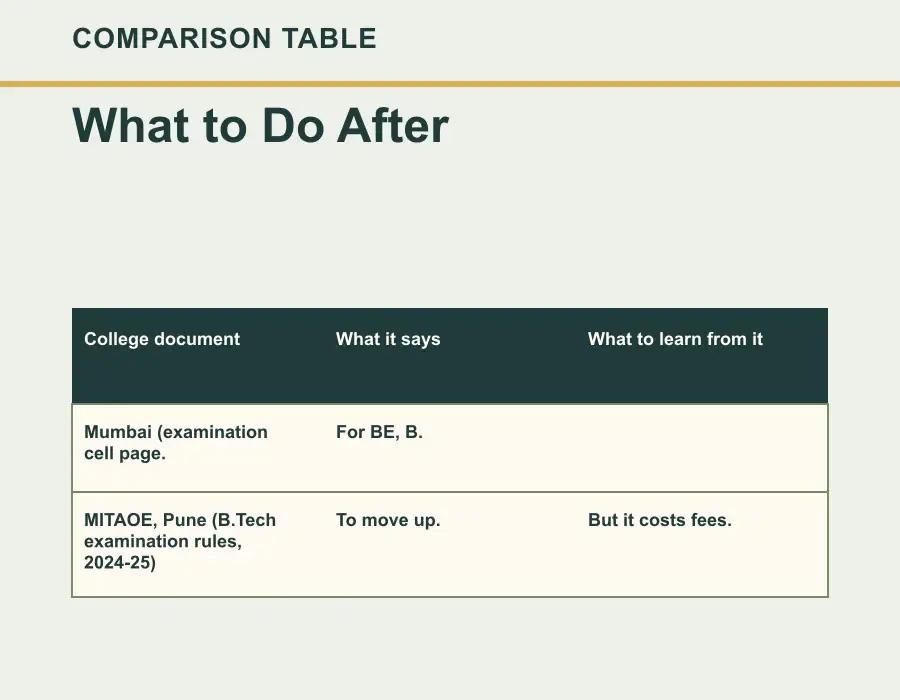 COMPARISON TABLE
What to Do After
College document
What it says
What to learn from it
Mumbai (examination
cell page.
For BE, B.
MITAOE, Pune (B.Tech
examination rules,
2024-25)
To move up.
But it costs fees.